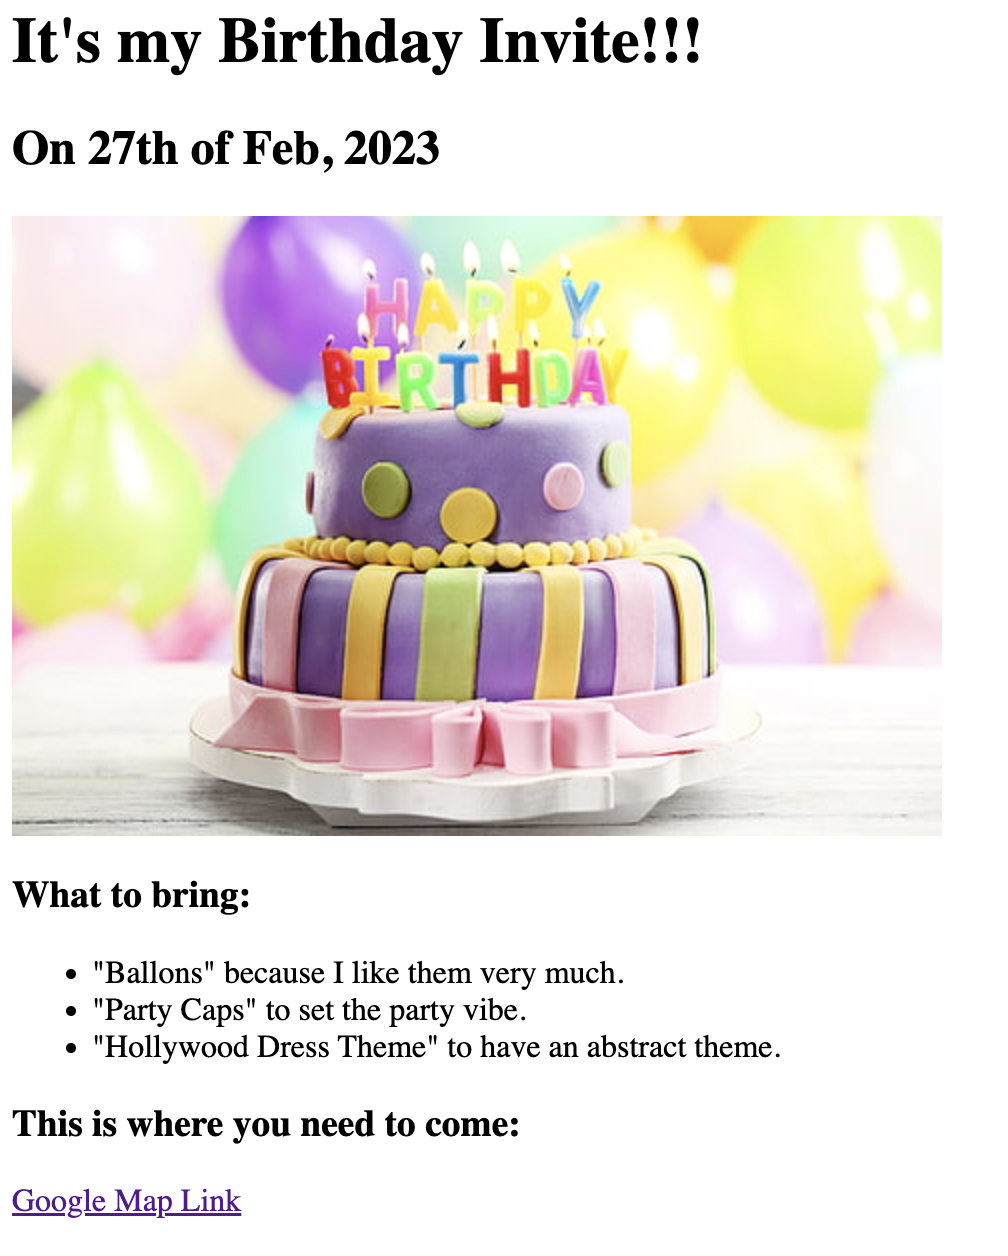 It's my Birthday Invite!!!
On 27th of Feb, 2023
HAPPY
BIRTHDAY
What to bring:
"Ballons" because I like them very much.
"Party Caps" to set the party vibe.
"Hollywood Dress Theme" to have an abstract theme.
This is where you need to come:
Google Map Link